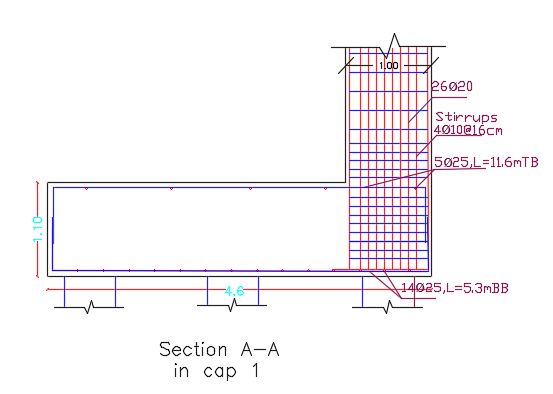 1.00
26Ø20
Stirrups
4Ø10@16cm
5Ø25,L=11.6mTB
1.10
4.6
14Ø25,L=5.3mBB
Section A-A
in cap 1